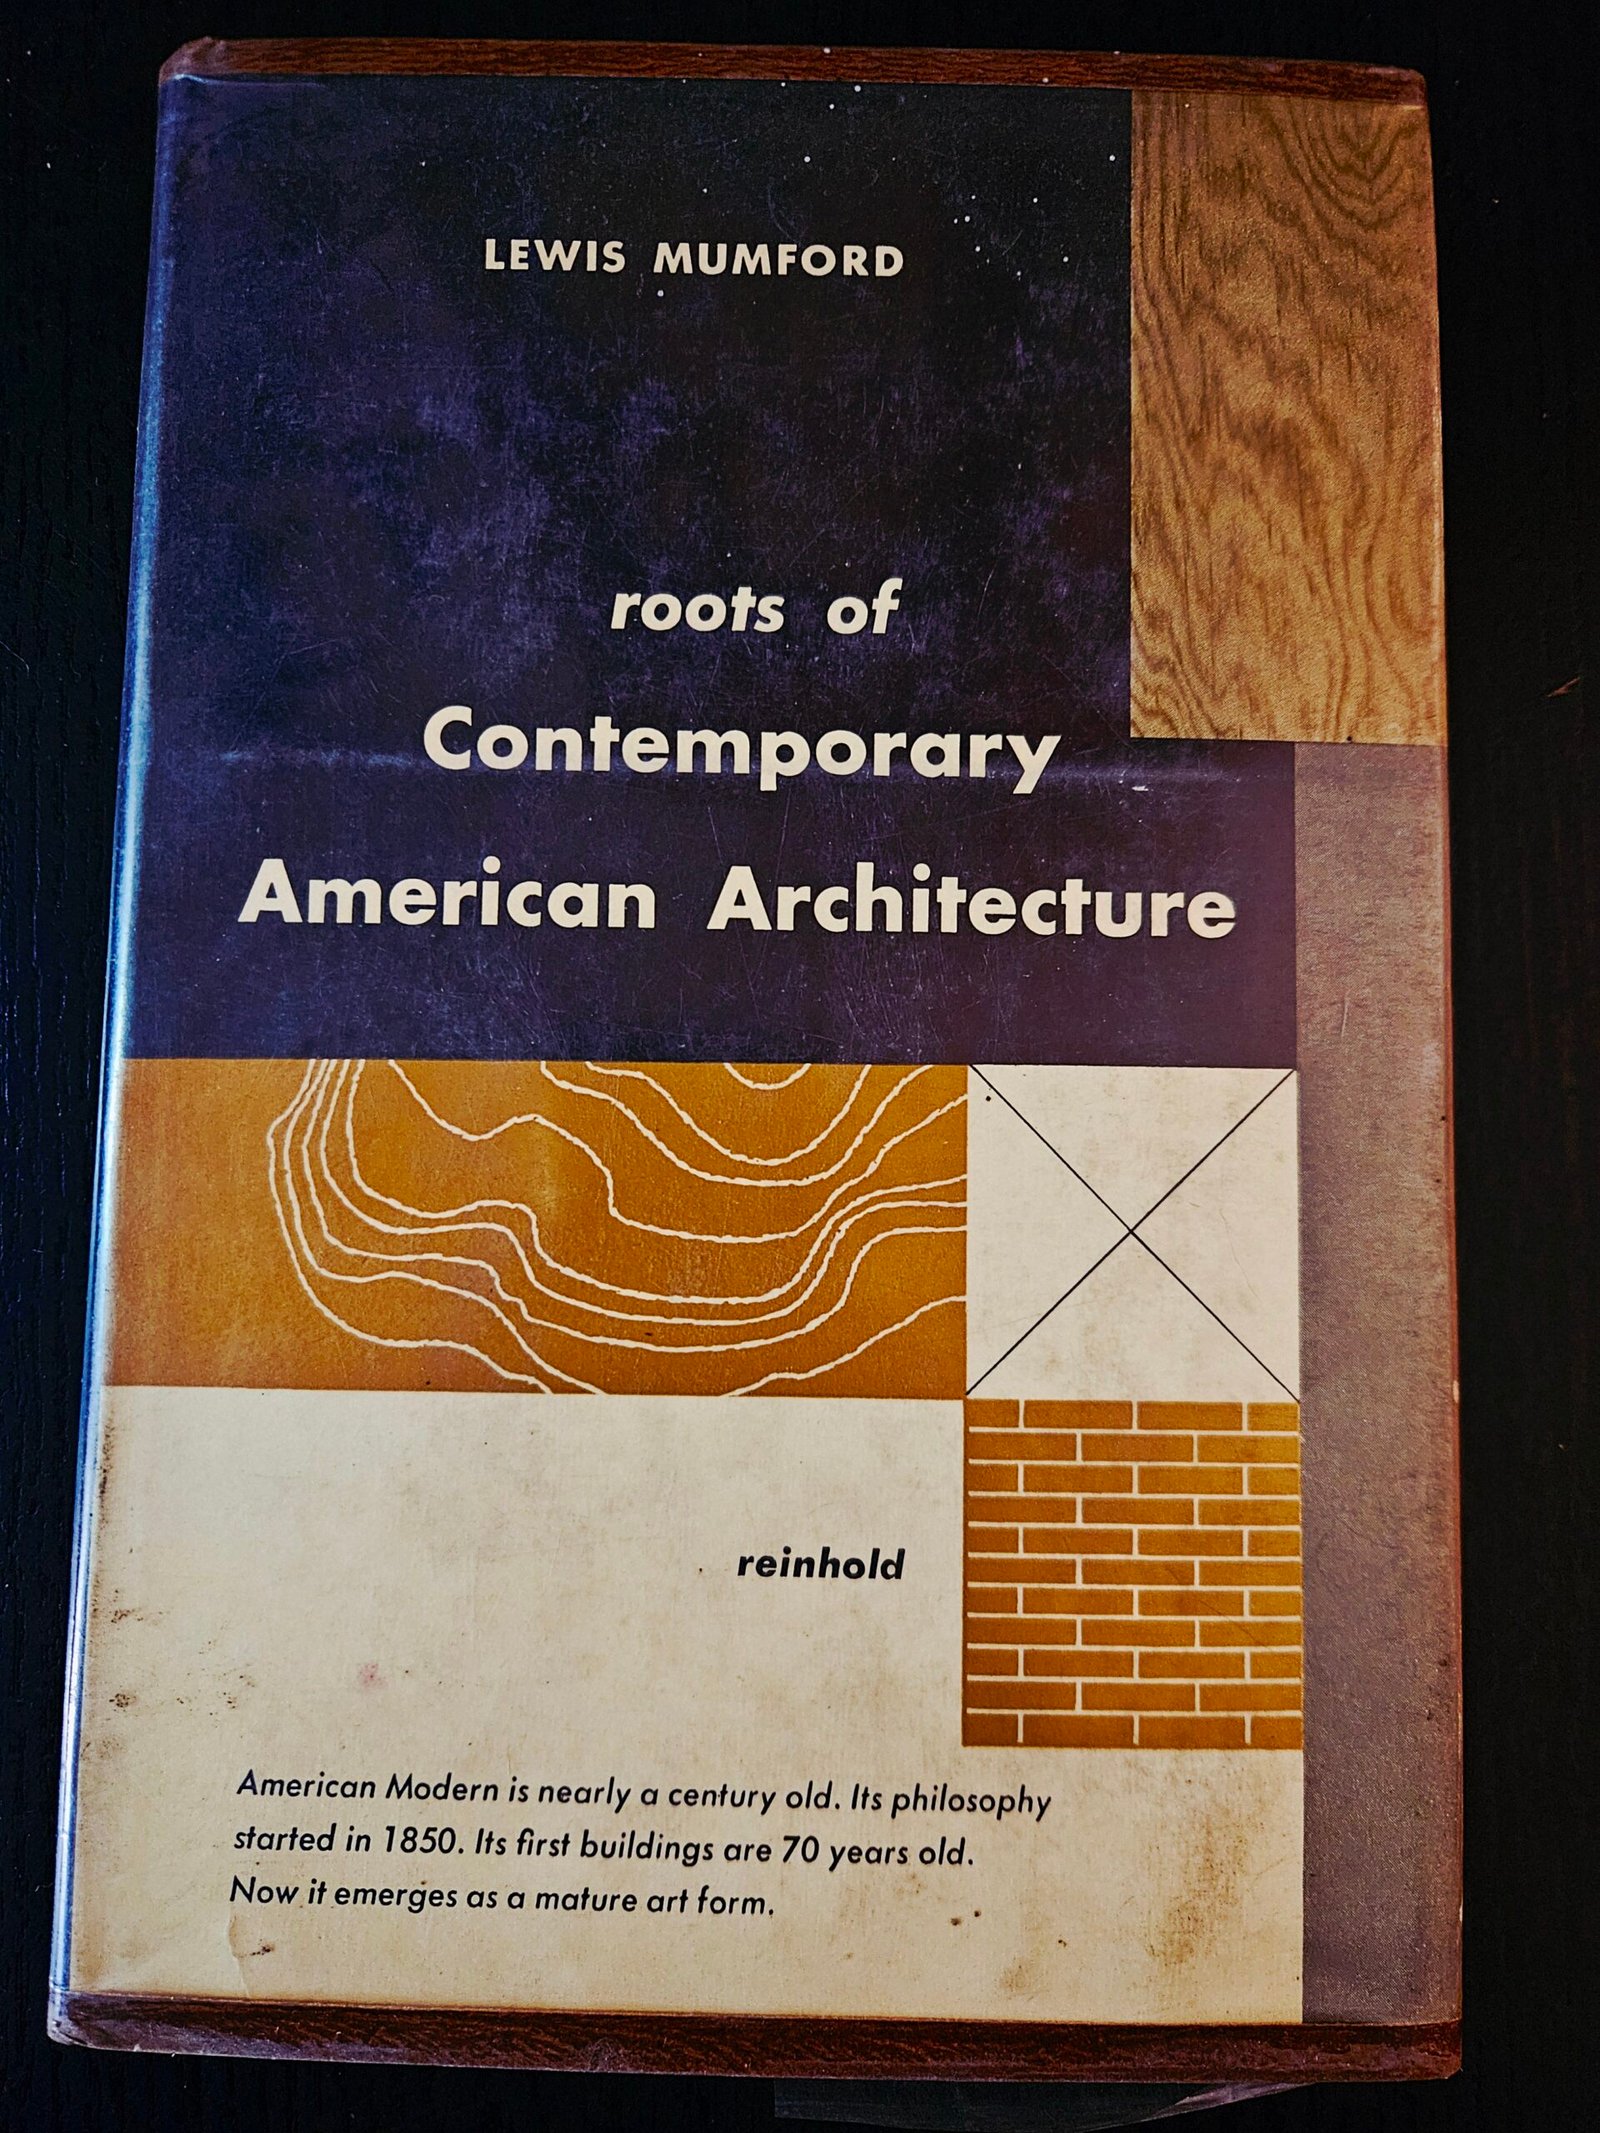 LEWIS MUMFORD
roots of
Contemporary
American Architecture
reinhold
American Modern is nearly a century old. Its philosophy
started in 1850. Its first buildings are 70 years old.
Now it emerges as a mature art form.